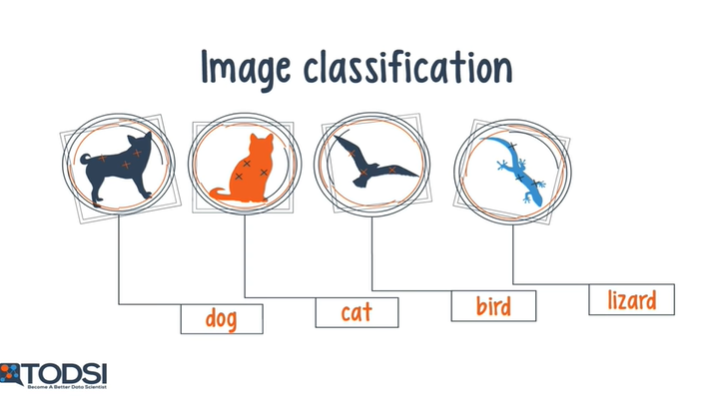 Image classification
dog
cat
bird
lizard
TODSI
Become A Better Data Scientist